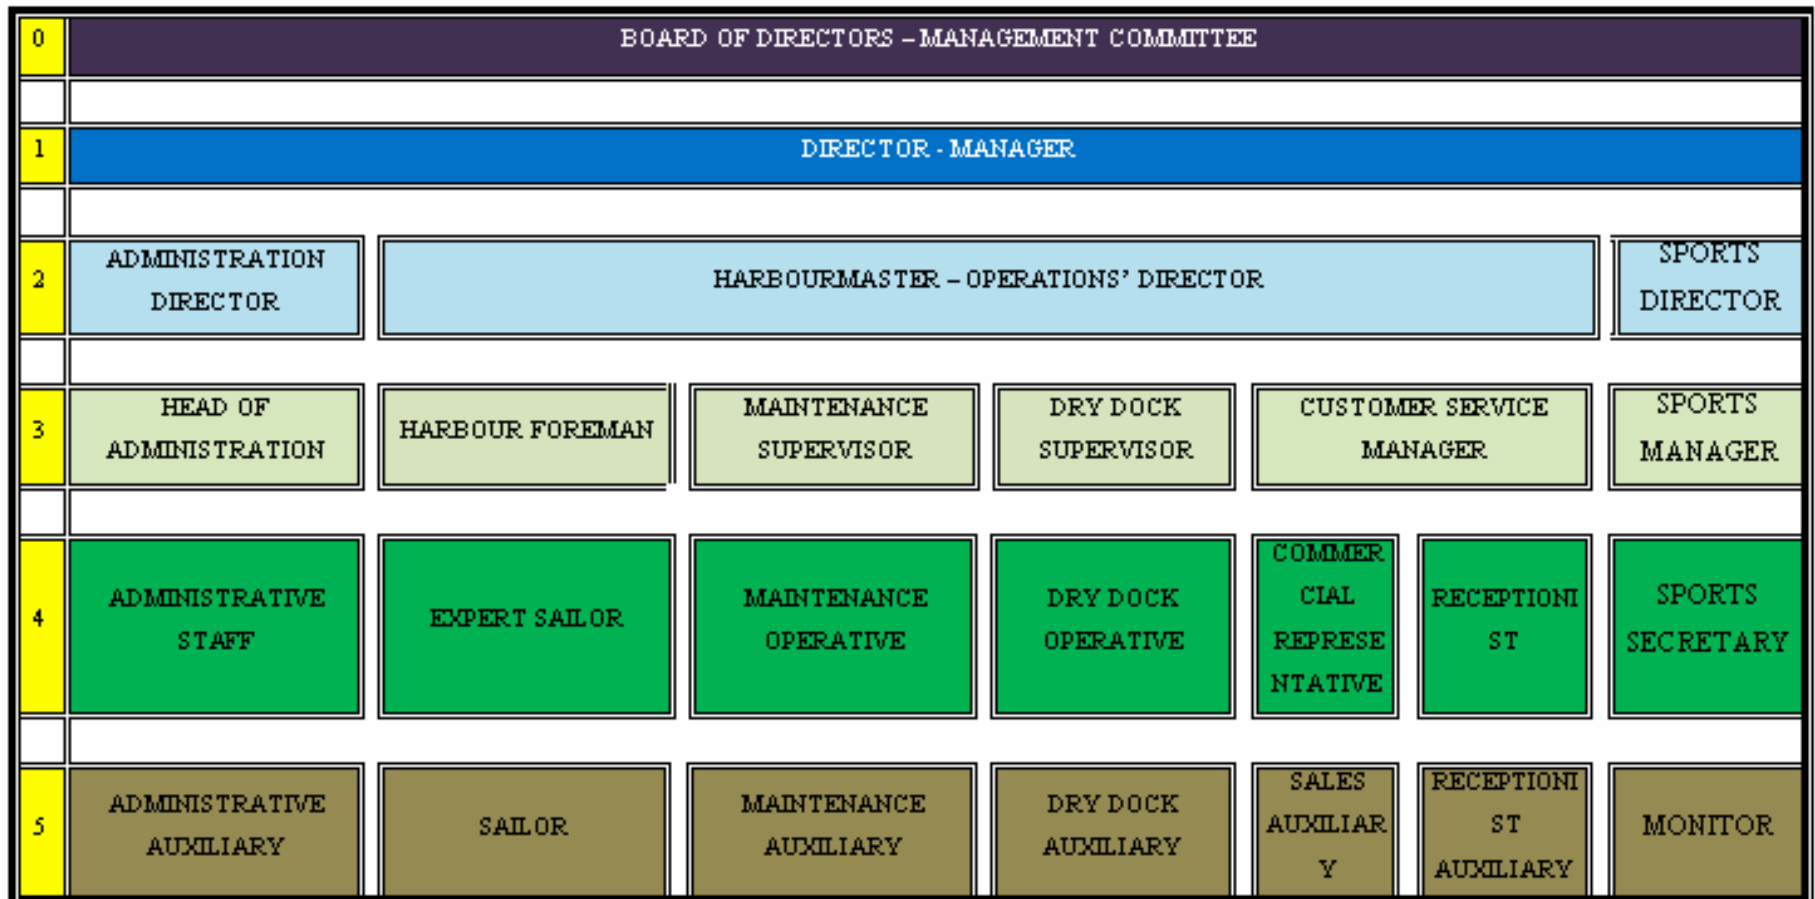 0
BOARD OF DIRECTORS – MANAGEMENT COMMITTEE
1
DIRECTOR - MANAGER
2
ADMINISTRATION
DIRECTOR
HARBOURMASTER – OPERATIONS’ DIRECTOR
SPORTS
DIRECTOR
3
HEAD OF
ADMINISTRATION
HARBOUR FOREMAN
MAINTENANCE
SUPERVISOR
DRY DOCK
SUPERVISOR
CUSTOMER SERVICE
MANAGER
SPORTS
MANAGER
4
ADMINISTRATIVE
STAFF
EXPERT SAILOR
MAINTENANCE
OPERATIVE
DRY DOCK
OPERATIVE
COMMER
CIAL
REPRESE
NTATIVE
RECEPTIONI
ST
SPORTS
SECRETARY
5
ADMINISTRATIVE
AUXILIARY
SAILOR
MAINTENANCE
AUXILIARY
DRY DOCK
AUXILIARY
SALES
AUXILIAR
Y
RECEPTIONI
ST
AUXILIARY
MONITOR